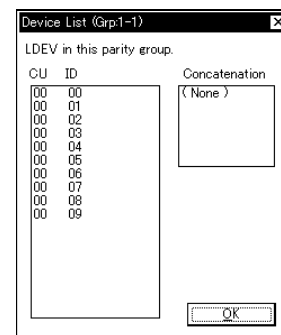 Device List (Grp:1-1)
LDEV in this parity group.
CU ID Concatenation
00 00 ( None )
00 01
00 02
00 03
00 04
00 05
00 06
00 07
00 08
00 09
OK